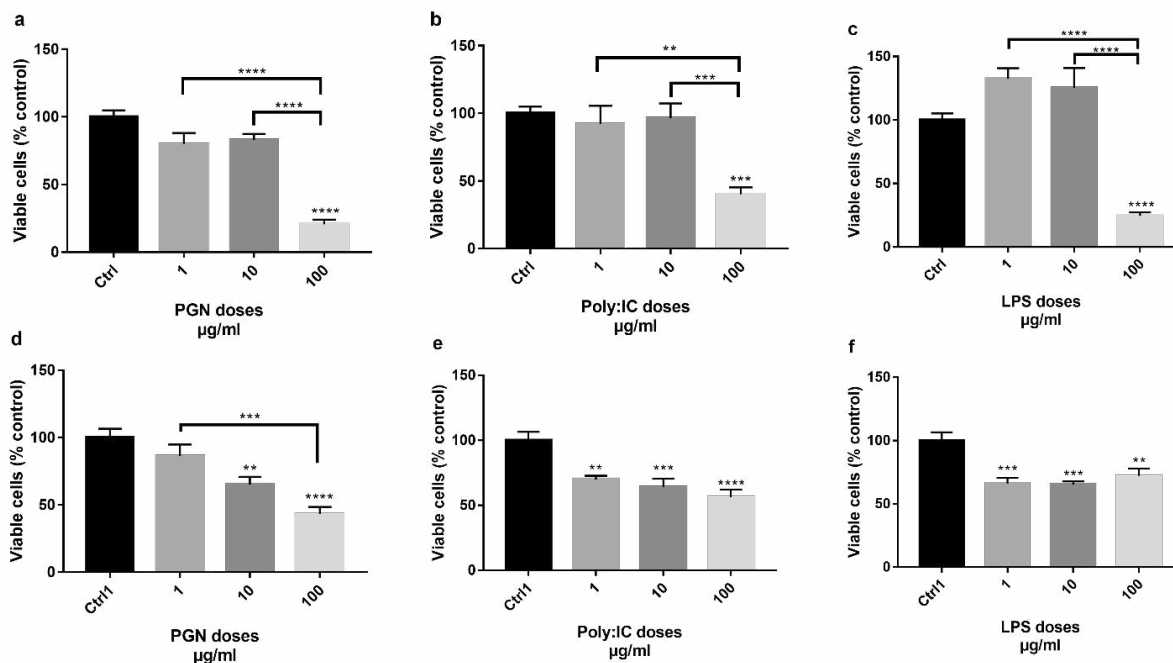 a
Viable cells (% control)
150
100
50
0
****
****
****
Ctrl
1
10
100
PGN doses
µg/ml
b
Viable cells (% control)
150
100
50
0
**
***
***
Ctrl
1
10
100
Poly:IC doses
µg/ml
c
Viable cells (% control)
150
100
50
0
****
****
****
Ctrl
1
10
100
LPS doses
µg/ml
d
Viable cells (% control)
150
100
50
0
***
**
****
Ctrl1
1
10
100
PGN doses
µg/ml
e
Viable cells (% control)
150
100
50
0
**
***
****
Ctrl1
1
10
100
Poly:IC doses
µg/ml
f
Viable cells (% control)
150
100
50
0
***
***
**
Ctrl1
1
10
100
LPS doses
µg/ml